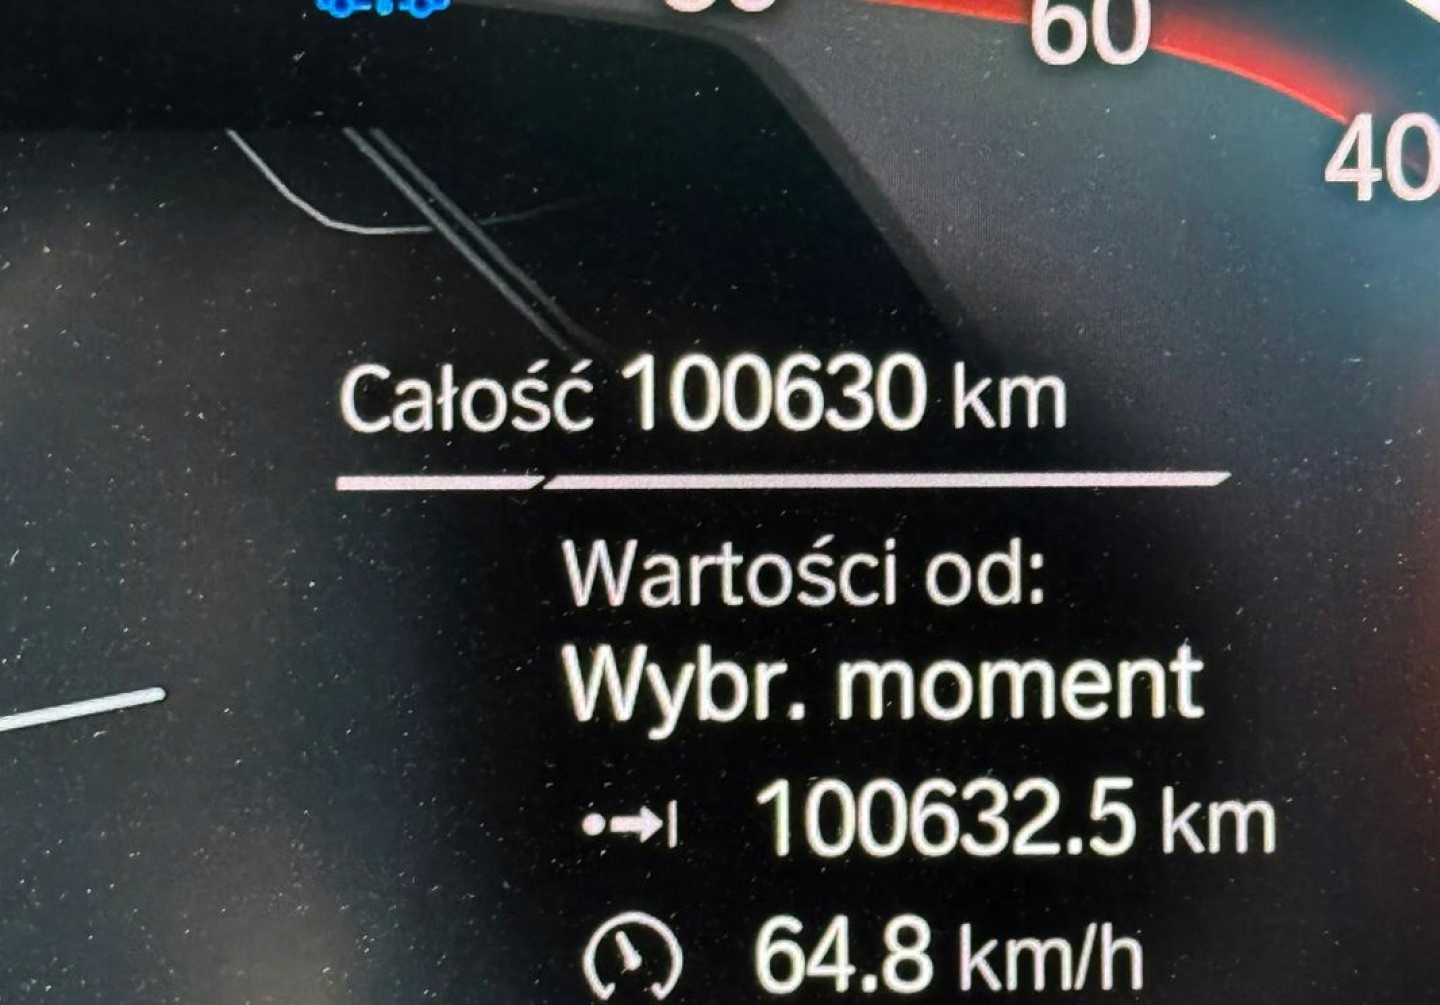 60
40
Całość 100630 km
Wartości od:
Wybr. moment
100632.5 km
64.8 km/h